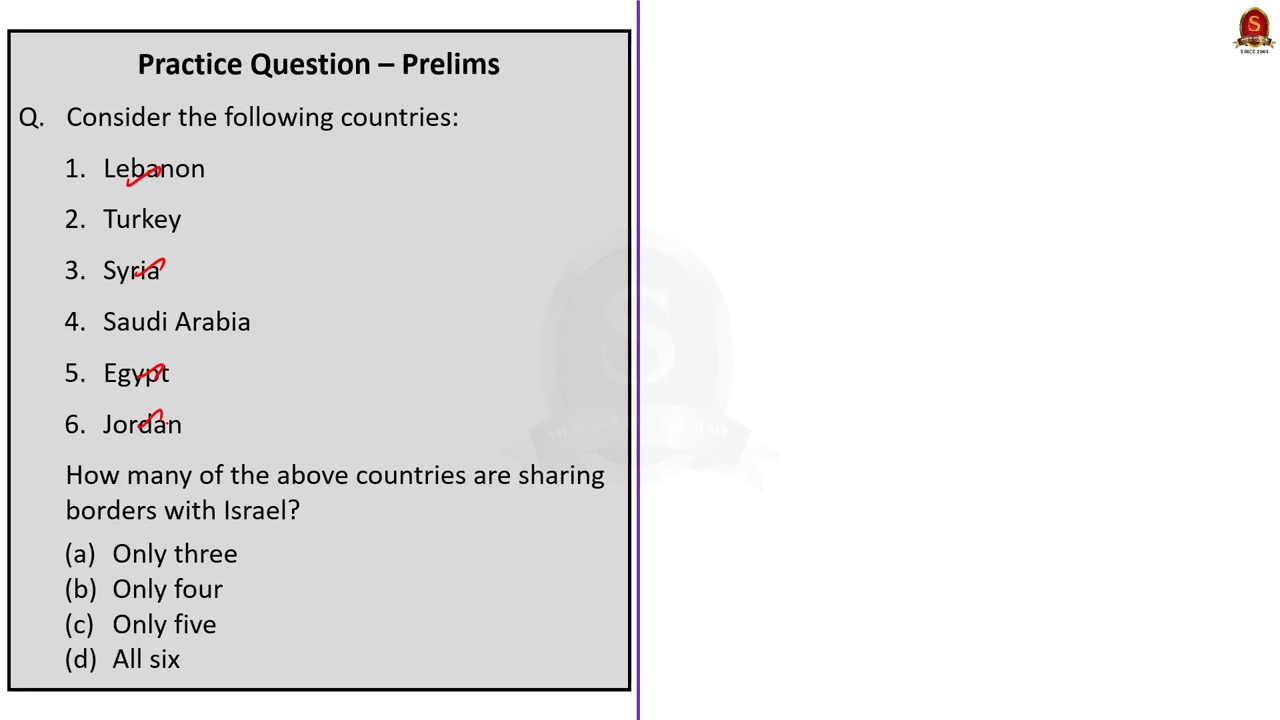 Practice Question – Prelims
Q. Consider the following countries:
1. Lebanon
2. Turkey
3. Syria
4. Saudi Arabia
5. Egypt
6. Jordan
How many of the above countries are sharing
borders with Israel?
(a) Only three
(b) Only four
(c) Only five
(d) All six
S
SINCE 2004